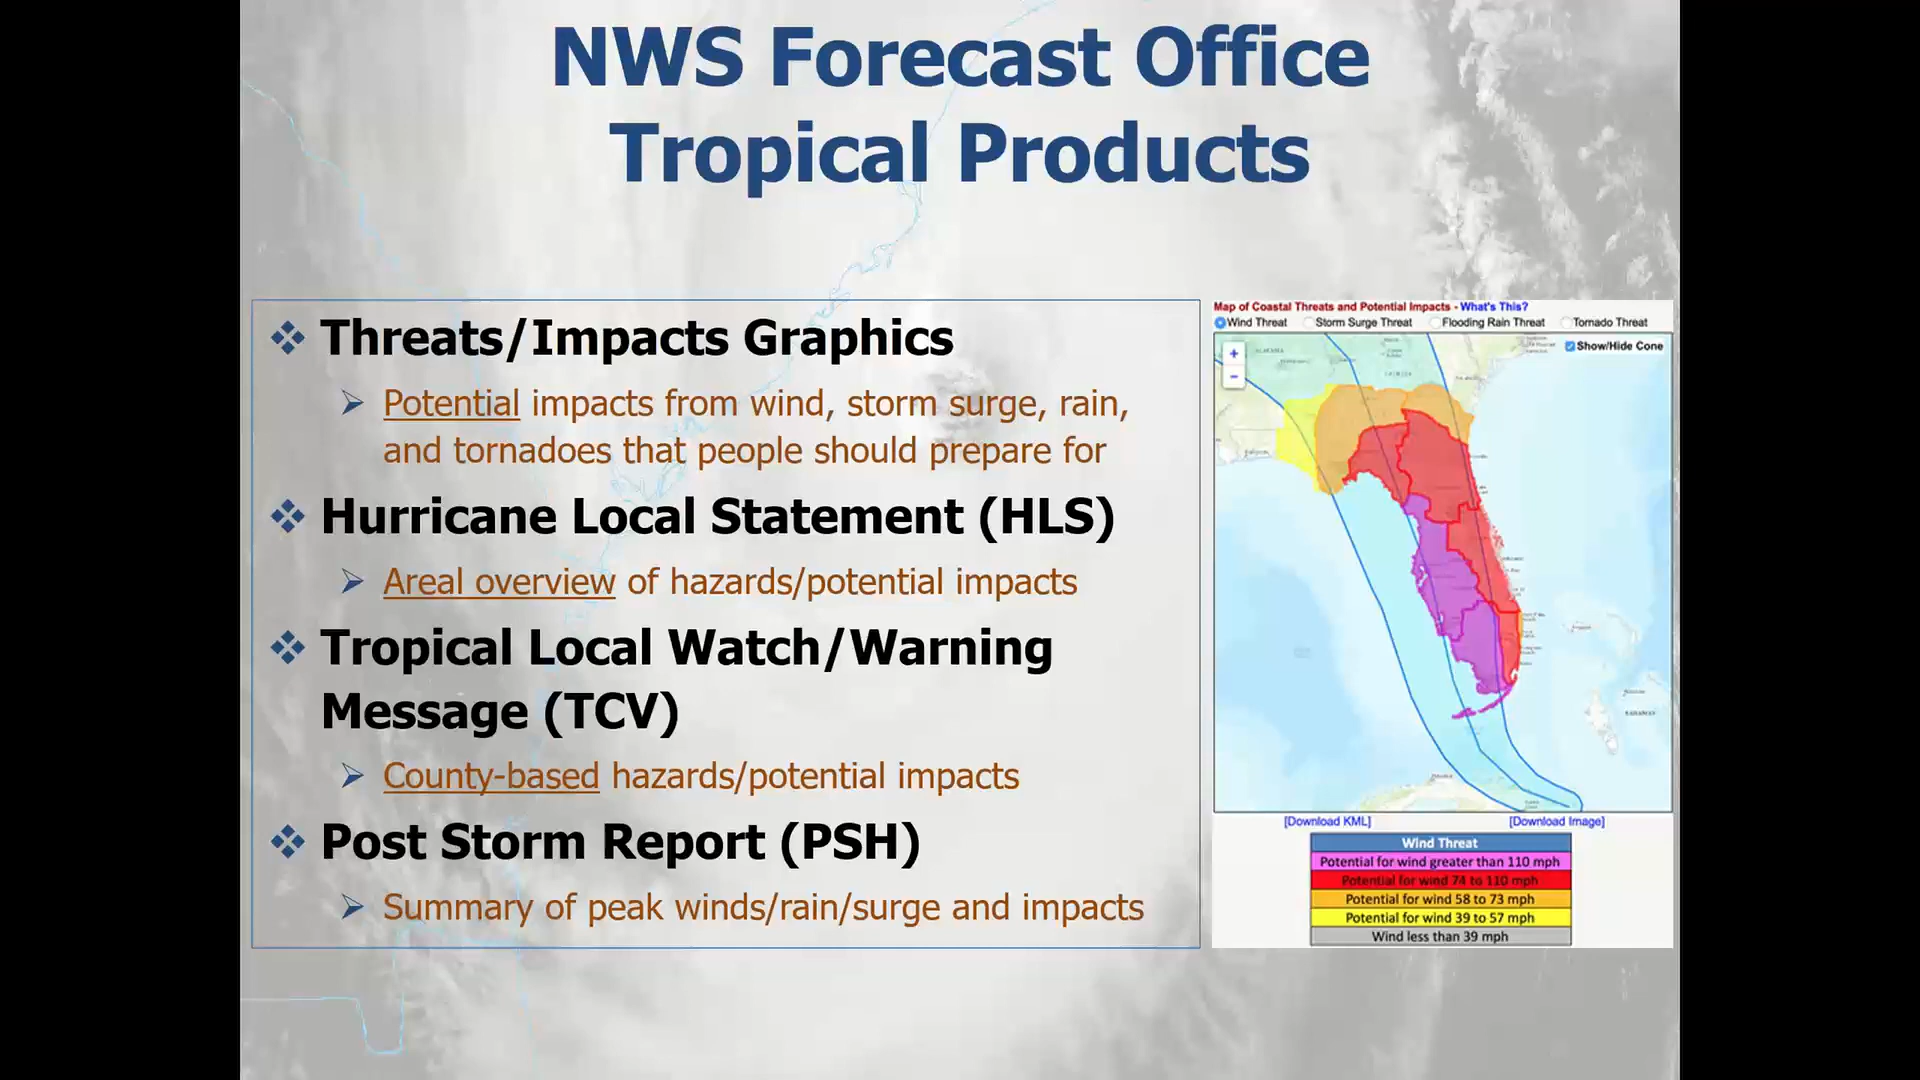 NWS Forecast Office
Tropical Products
Threats/Impacts Graphics
Potential impacts from wind, storm surge, rain,
and tornadoes that people should prepare for
Hurricane Local Statement (HLS)
Areal overview of hazards/potential impacts
Tropical Local Watch/Warning
Message (TCV)
County-based hazards/potential impacts
Post Storm Report (PSH)
Summary of peak winds/rain/surge and impacts
Map of Coastal Threats and Potential Impacts - What's This?
Wind Threat Storm Surge Threat Flooding Rain Threat Tornado Threat
+
-
Show/Hide Cone
[Download KML] [Download Image]
Wind Threat
Potential for wind greater than 110 mph
Potential for wind 74 to 110 mph
Potential for wind 58 to 73 mph
Potential for wind 39 to 57 mph
Wind less than 39 mph